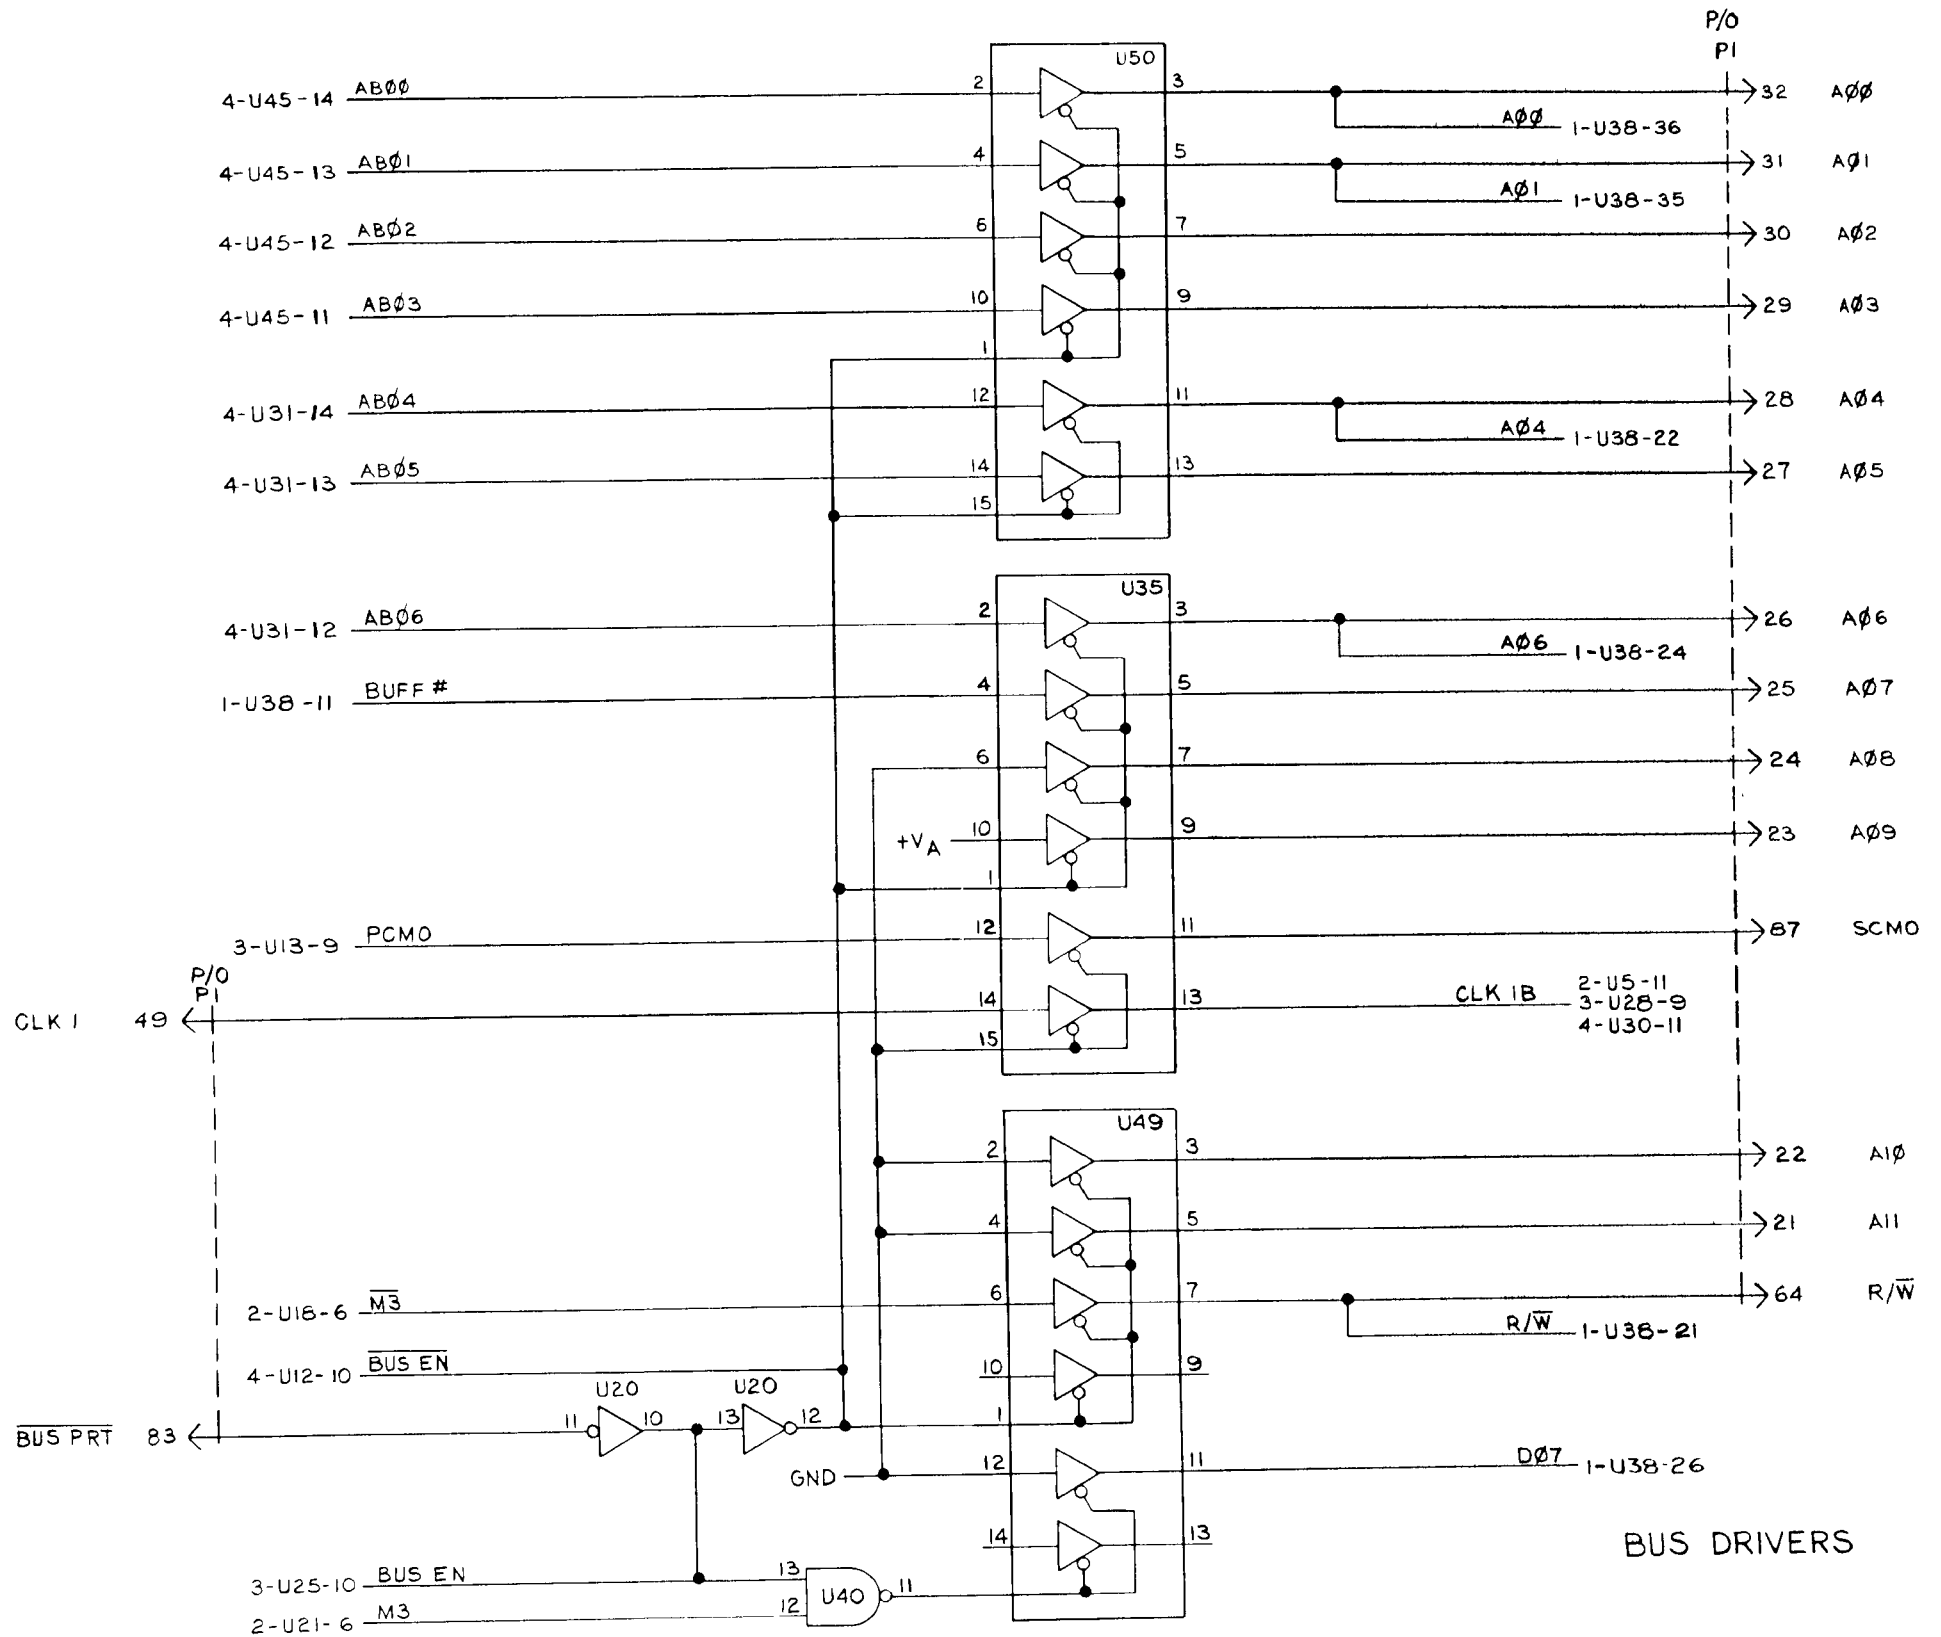 P/O
P1
U50
4-U45-14 ABØØ 2 3 32 AØØ
AØØ 1-U38-36
4-U45-13 ABØ1 4 5 31 AØ1
AØ1 1-U38-35
4-U45-12 ABØ2 6 7 30 AØ2
4-U45-11 ABØ3 10 9 29 AØ3
1
4-U31-14 ABØ4 12 11 28 AØ4
AØ4 1-U38-22
4-U31-13 ABØ5 14 13 27 AØ5
15
U35
4-U31-12 ABØ6 2 3 26 AØ6
AØ6 1-U38-24
1-U38-11 BUFF # 4 5 25 AØ7
6 7 24 AØ8
+VA 10 9 23 AØ9
1
3-U13-9 PCMO 12 11 87 SCMO
P/O
P1
CLK 1 49 14 13 CLK 1B 2-U5-11
3-U28-9
4-U30-11
15
U49
2 3 22 A1Ø
4 5 21 A11
2-U18-6 M̅3̅ 6 7 64 R/W̅
R/W̅ 1-U38-21
4-U12-10 B̅U̅S̅ E̅N̅ 10 9
U20 U20
B̅U̅S̅ P̅R̅T̅ 83 11 10 13 12 1
GND 12 11 DØ7 1-U38-26
14 13
BUS DRIVERS
3-U25-10 BUS EN 13
U40 11
2-U21-6 M3 12